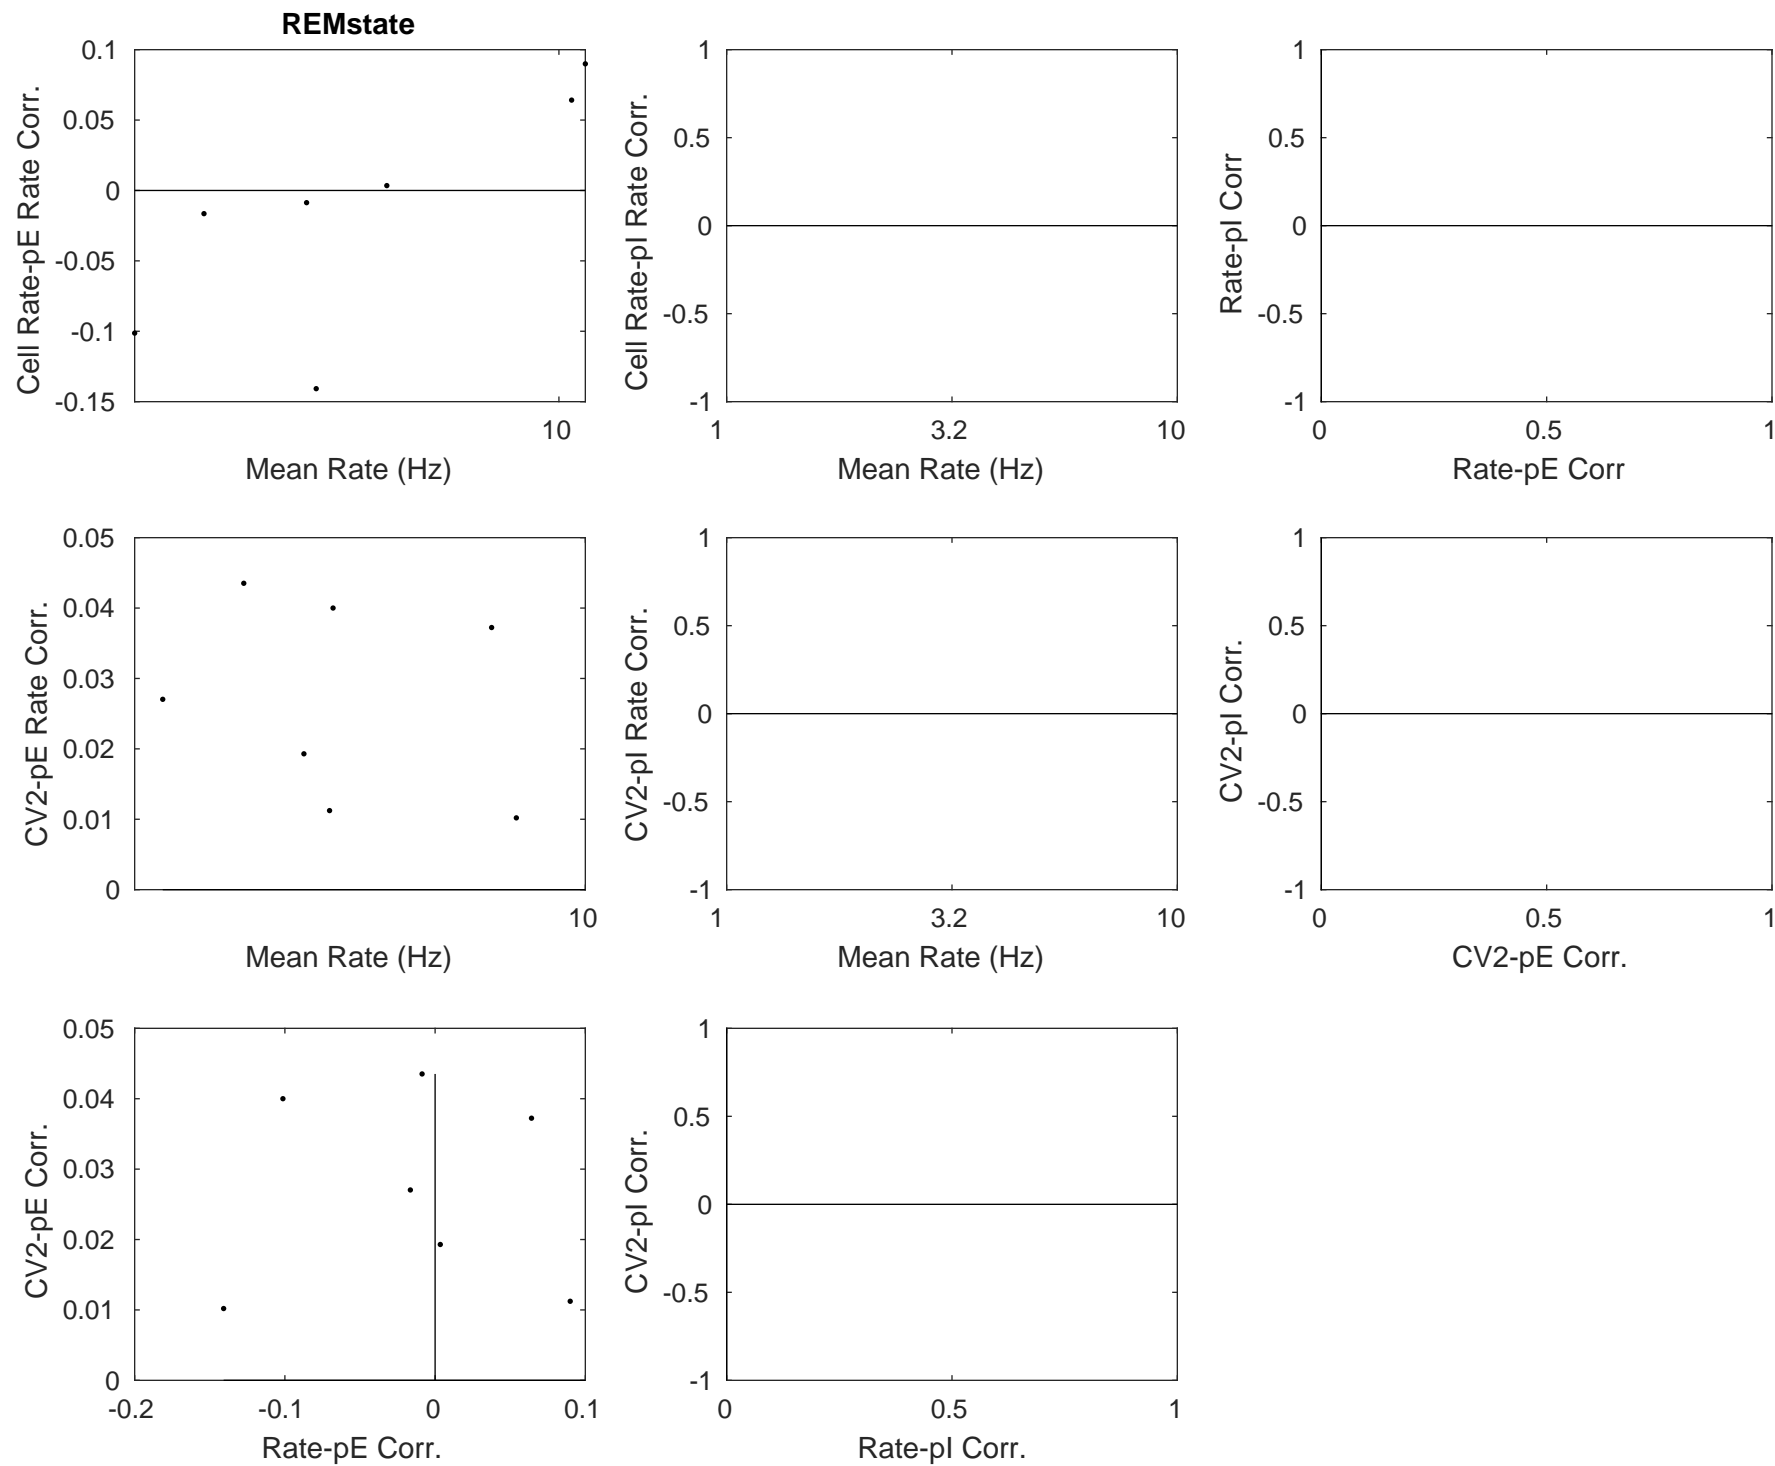 REMstate
0.1
0.05
0
-0.05
-0.1
-0.15
Cell Rate-pE Rate Corr.
10
Mean Rate (Hz)
1
0.5
0
-0.5
-1
Cell Rate-pI Rate Corr.
1 3.2 10
Mean Rate (Hz)
1
0.5
0
-0.5
-1
Rate-pI Corr
0 0.5 1
Rate-pE Corr
0.05
0.04
0.03
0.02
0.01
0
CV2-pE Rate Corr.
10
Mean Rate (Hz)
1
0.5
0
-0.5
-1
CV2-pI Rate Corr.
1 3.2 10
Mean Rate (Hz)
1
0.5
0
-0.5
-1
CV2-pI Corr.
0 0.5 1
CV2-pE Corr.
0.05
0.04
0.03
0.02
0.01
0
CV2-pE Corr.
-0.2 -0.1 0 0.1
Rate-pE Corr.
1
0.5
0
-0.5
-1
CV2-pI Corr.
0 0.5 1
Rate-pI Corr.